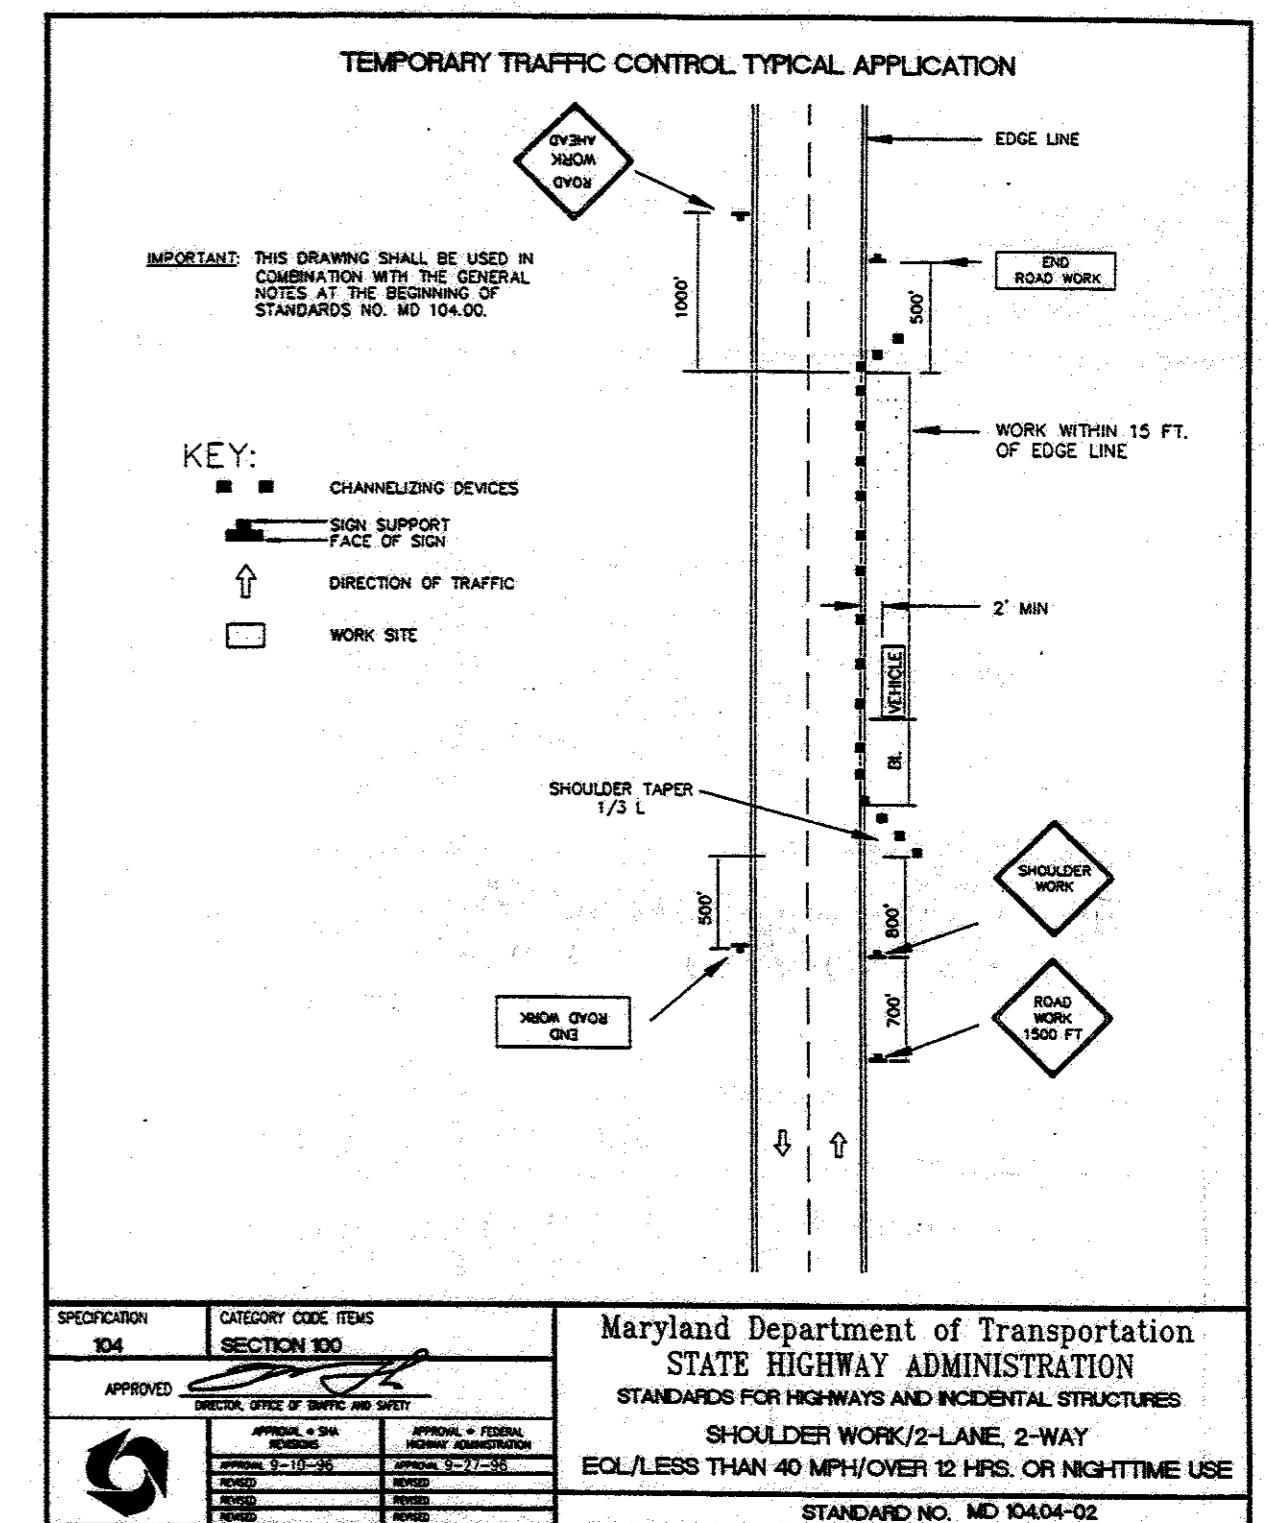 TEMPORARY TRAFFIC CONTROL TYPICAL APPLICATION
ROAD
WORK
AHEAD
EDGE LINE
IMPORTANT: THIS DRAWING SHALL BE USED IN
COMBINATION WITH THE GENERAL
NOTES AT THE BEGINNING OF
STANDARDS NO. MD 104.00.
1000'
END
ROAD WORK
500'
WORK WITHIN 15 FT.
OF EDGE LINE
KEY:
CHANNELIZING DEVICES
SIGN SUPPORT
FACE OF SIGN
DIRECTION OF TRAFFIC
WORK SITE
2' MIN
VEHICLE
SHOULDER TAPER
1/3 L
SHOULDER
WORK
500'
800'
END
ROAD WORK
700'
ROAD
WORK
1500 FT
SPECIFICATION
104
CATEGORY CODE ITEMS
SECTION 100
APPROVED
DIRECTOR, OFFICE OF TRAFFIC AND SAFETY
APPROVAL • SHA
REVISIONS
APPROVAL • FEDERAL
HIGHWAY ADMINISTRATION
APPROVAL 9-10-96
APPROVAL 9-27-96
REVISED
REVISED
REVISED
REVISED
REVISED
REVISED
Maryland Department of Transportation
STATE HIGHWAY ADMINISTRATION
STANDARDS FOR HIGHWAYS AND INCIDENTAL STRUCTURES
SHOULDER WORK/2-LANE, 2-WAY
EQL/LESS THAN 40 MPH/OVER 12 HRS. OR NIGHTTIME USE
STANDARD NO. MD 104.04-02